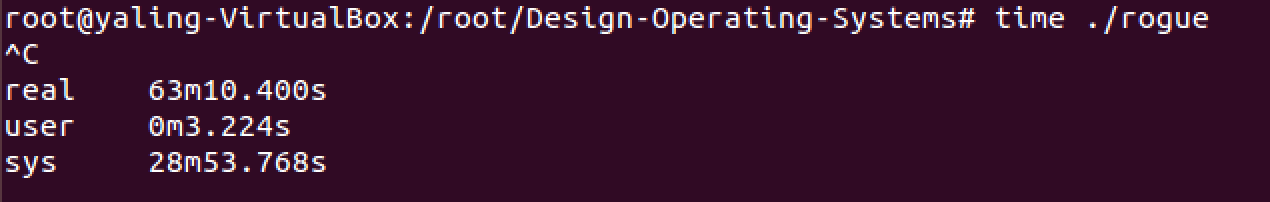 root@yaling-VirtualBox:/root/Design-Operating-Systems# time ./rogue
^C
real 63m10.400s
user 0m3.224s
sys 28m53.768s